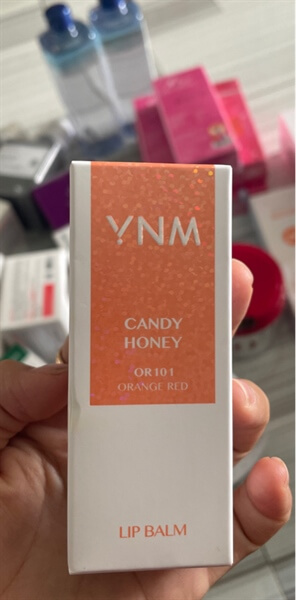 YNM
CANDY
HONEY
OR101
ORANGE RED
LIP BALM